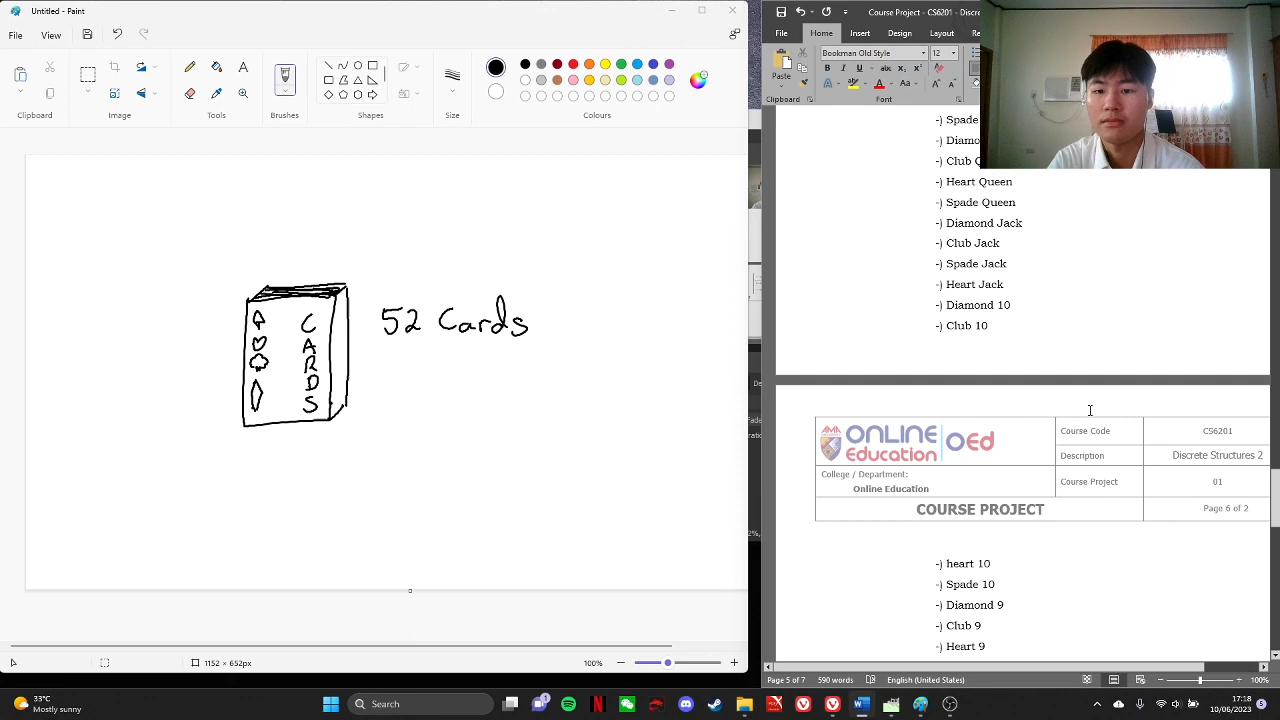 Untitled - Paint
File
View
Clipboard
Image
Tools
Brushes
Shapes
Size
Colours
C
A
R
D
S
52 Cards
1152 × 652px
100%
Course Project - CS6201 - Discre
File
Home
Bookman Old Style
12
Paste
Clipboard
Font
-) Spade
-) Diamo
-) Club Q
-) Heart Queen
-) Spade Queen
-) Diamond Jack
-) Club Jack
-) Spade Jack
-) Heart Jack
-) Diamond 10
-) Club 10
ONLINE Education OEd
Course Code
CS6201
Description
Discrete Structures 2
College / Department:
Online Education
Course Project
01
COURSE PROJECT
Page 6 of 2
-) heart 10
-) Spade 10
-) Diamond 9
-) Club 9
-) Heart 9
Page 5 of 7
590 words
English (United States)
100%
33°C
Mostly sunny
Search
17:18
10/06/2023